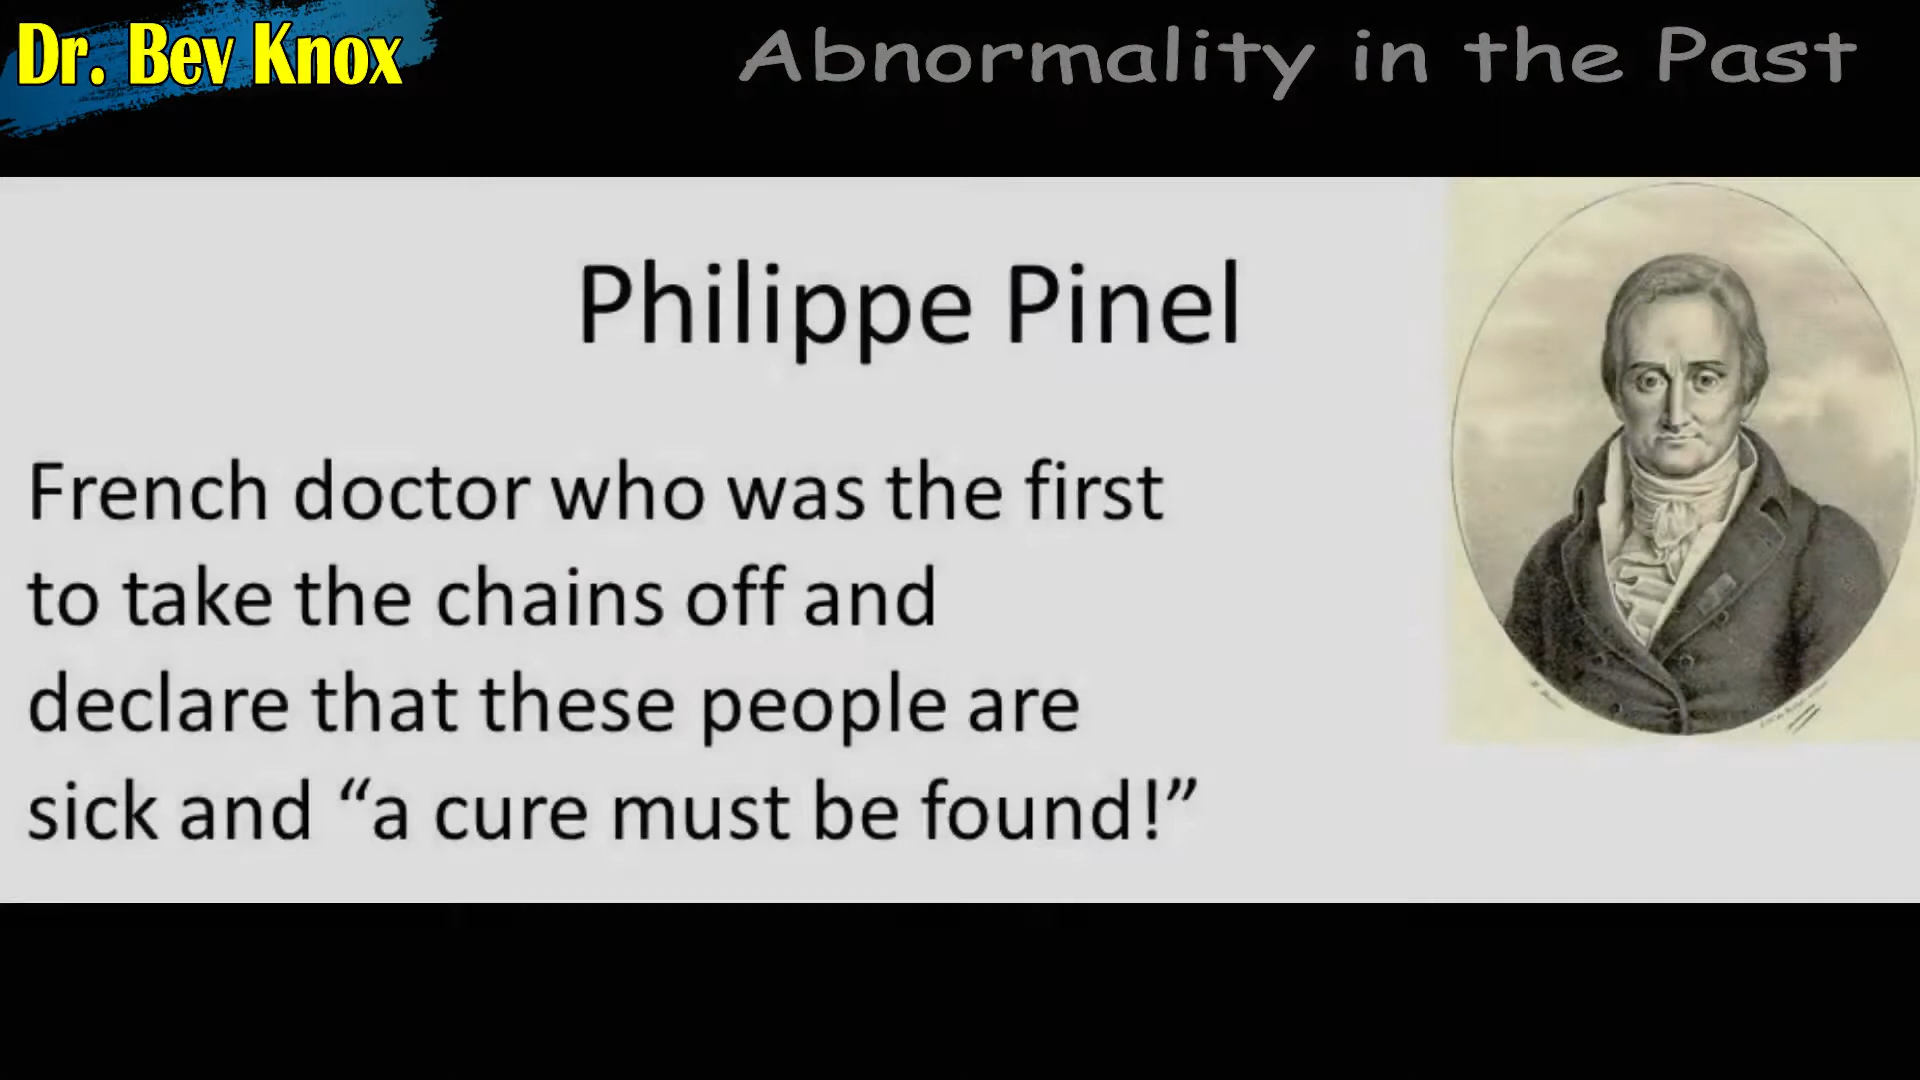 Dr. Bev Knox
Abnormality in the Past
Philippe Pinel
French doctor who was the first
to take the chains off and
declare that these people are
sick and “a cure must be found!”